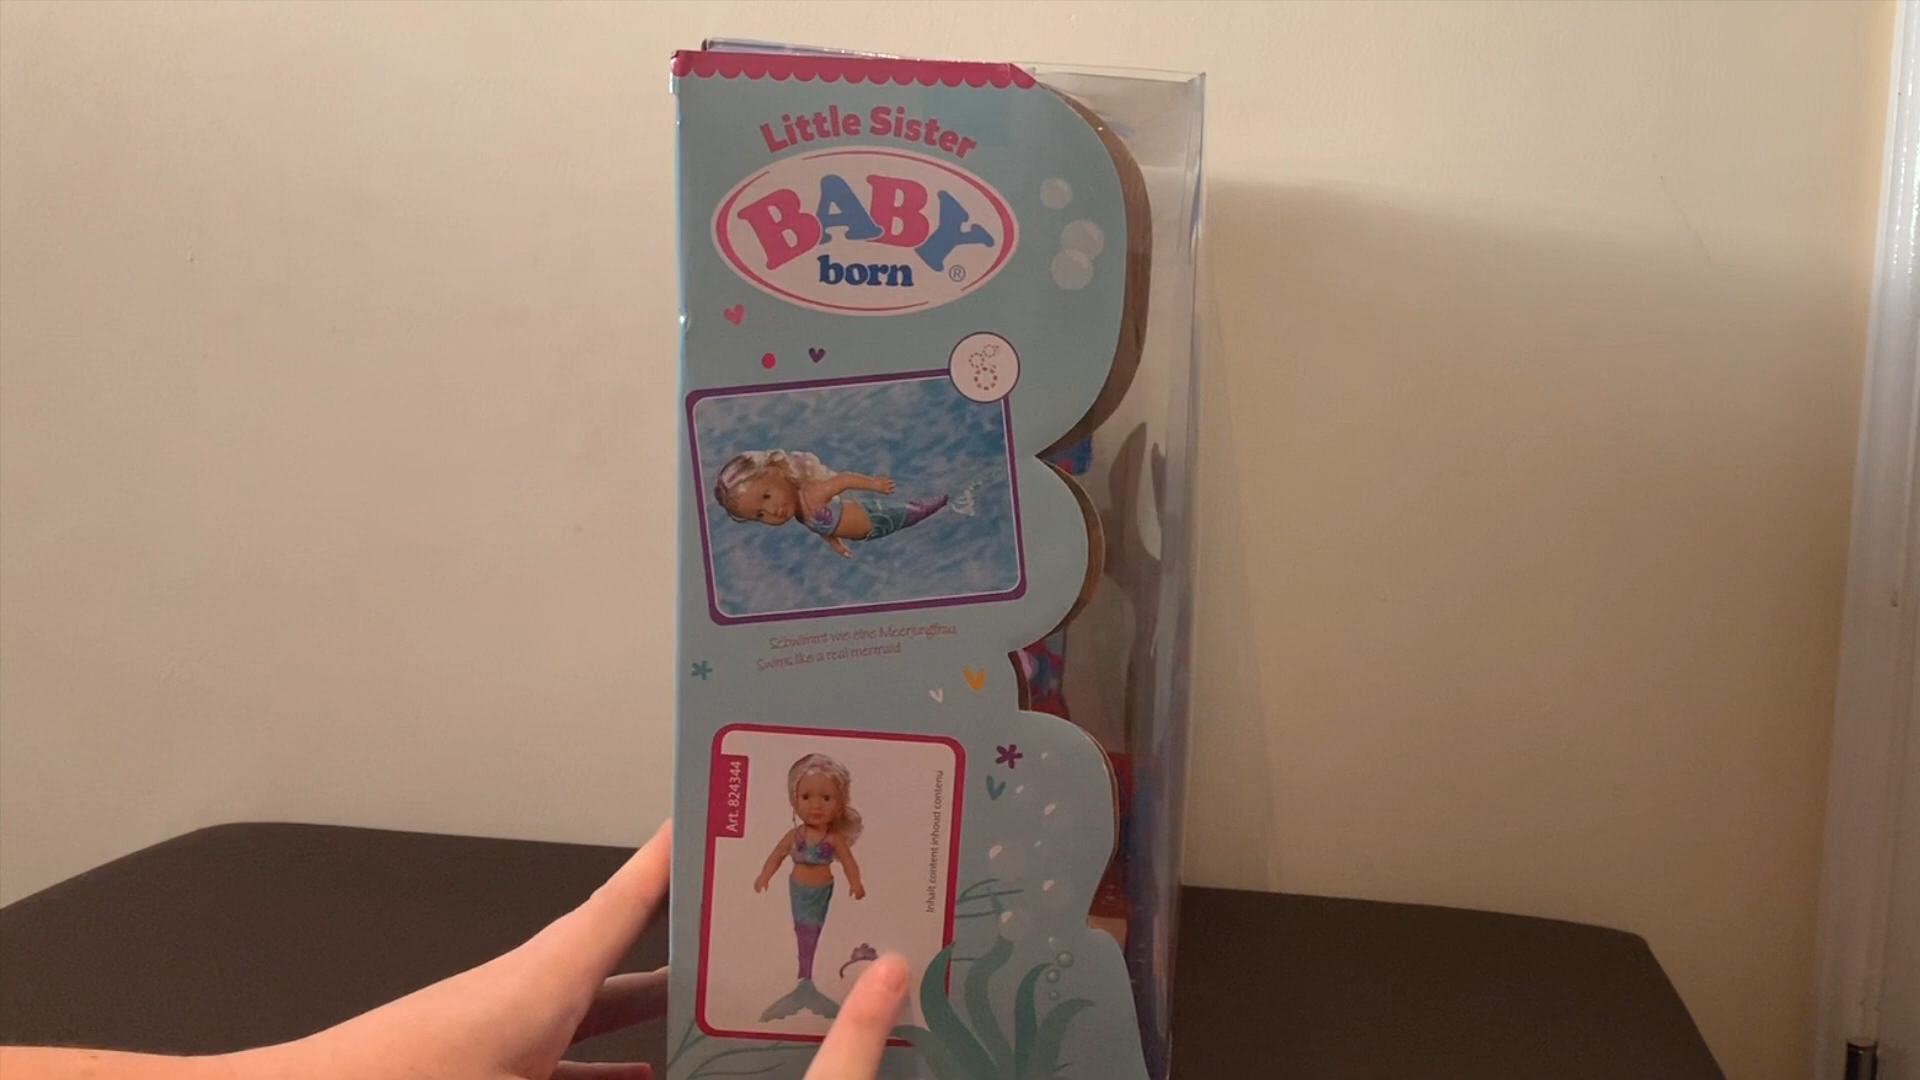 Little Sister
BABY
born ®
Schwimmt wie eine Meerjungfrau
Swims like a real mermaid
Art. 824344
Inhalt content inhoud contenu